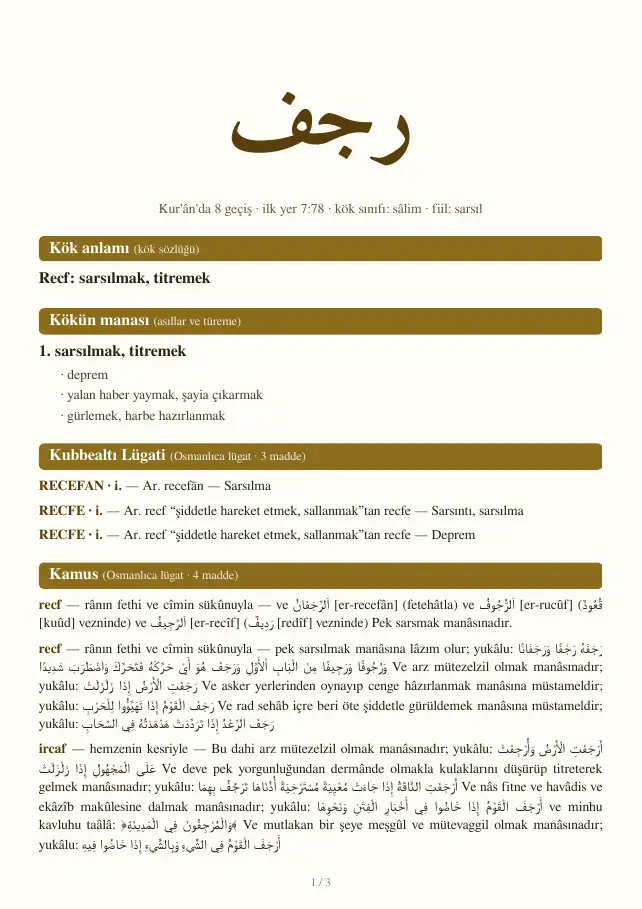 رجف
Kur'ân'da 8 geçiş · ilk yer 7:78 · kök sınıfı: sâlim · fiil: sarsıl
Kök anlamı (kök sözlüğü)
Recf: sarsılmak, titremek
Kökün manası (asıllar ve türeme)
1. sarsılmak, titremek
· deprem
· yalan haber yaymak, şayia çıkarmak
· gürlemek, harbe hazırlanmak
Kubbealtı Lügati (Osmanlıca lügat · 3 madde)
RECEFAN · i. — Ar. recefān — Sarsılma
RECFE · i. — Ar. recf “şiddetle hareket etmek, sallanmak”tan recfe — Sarsıntı, sarsılma
RECFE · i. — Ar. recf “şiddetle hareket etmek, sallanmak”tan recfe — Deprem
Kamus (Osmanlıca lügat · 4 madde)
recf — rânın fethi ve cîmin sükûnuyla — ve اَلرَّجَفَانُ [er-recefân] (fetehâtla) ve اَلرُّجُوفُ [er-rucûf] (قُعُودٌ
[kuûd] vezninde) ve اَلرَّجِيفُ [er-recîf] (رَدِيفٌ [redîf] vezninde) Pek sarsmak manâsınadır.
recf — rânın fethi ve cîmin sükûnuyla — pek sarsılmak manâsına lâzım olur; yukâlu: رَجَفَهُ رَجْفًا وَرَجَفَانًا
وَرُجُوفًا وَرَجِيفًا مِنَ الْبَابِ الْأَوَّلِ وَرَجَفَ هُوَ أَيْ حَرَّكَهُ فَتَحَرَّكَ وَاضْطَرَبَ شَدِيدًا Ve arz mütezelzil olmak manâsınadır;
yukâlu: رَجَفَتِ الْأَرْضُ إِذَا زَلْزَلَتْ Ve asker yerlerinden oynayıp cenge hâzırlanmak manâsına müstameldir;
yukâlu: رَجَفَ الْقَوْمُ إِذَا تَهَيَّؤُوا لِلْحَرْبِ Ve rad sehâb içre beri öte şiddetle gürüldemek manâsına müstameldir;
yukâlu: رَجَفَ الرَّعْدُ إِذَا تَرَدَّدَتْ هَدْهَدَتُهُ فِي السَّحَابِ
ircaf — hemzenin kesriyle — Bu dahi arz mütezelzil olmak manâsınadır; yukâlu: أَرْجَفَتِ الْأَرْضُ وَأُرْجِفَتْ
عَلَى الْمَجْهُولِ إِذَا زَلْزَلَتْ Ve deve pek yorgunluğundan dermânde olmakla kulaklarını düşürüp titreterek
gelmek manâsınadır; yukâlu: أَرْجَفَتِ النَّاقَةُ إِذَا جَاءَتْ مُعْيِيَةً مُسْتَرْخِيَةً أُذُنَاهَا تَرْجُفُ بِهِمَا Ve nâs fitne ve havâdis ve
ekâzîb makûlesine dalmak manâsınadır; yukâlu: أَرْجَفَ الْقَوْمُ إِذَا خَاضُوا فِي أَخْبَارِ الْفِتَنِ وَنَحْوِهَا ve minhu
kavluhu taâlâ: ﴿وَالْمُرْجِفُونَ فِي الْمَدِينَةِ﴾ Ve mutlakan bir şeye meşgûl ve mütevaggil olmak manâsınadır;
yukâlu: أَرْجَفَ الْقَوْمُ فِي الشَّيْءِ وَبِالشَّيْءِ إِذَا خَاضُوا فِيهِ
1 / 3